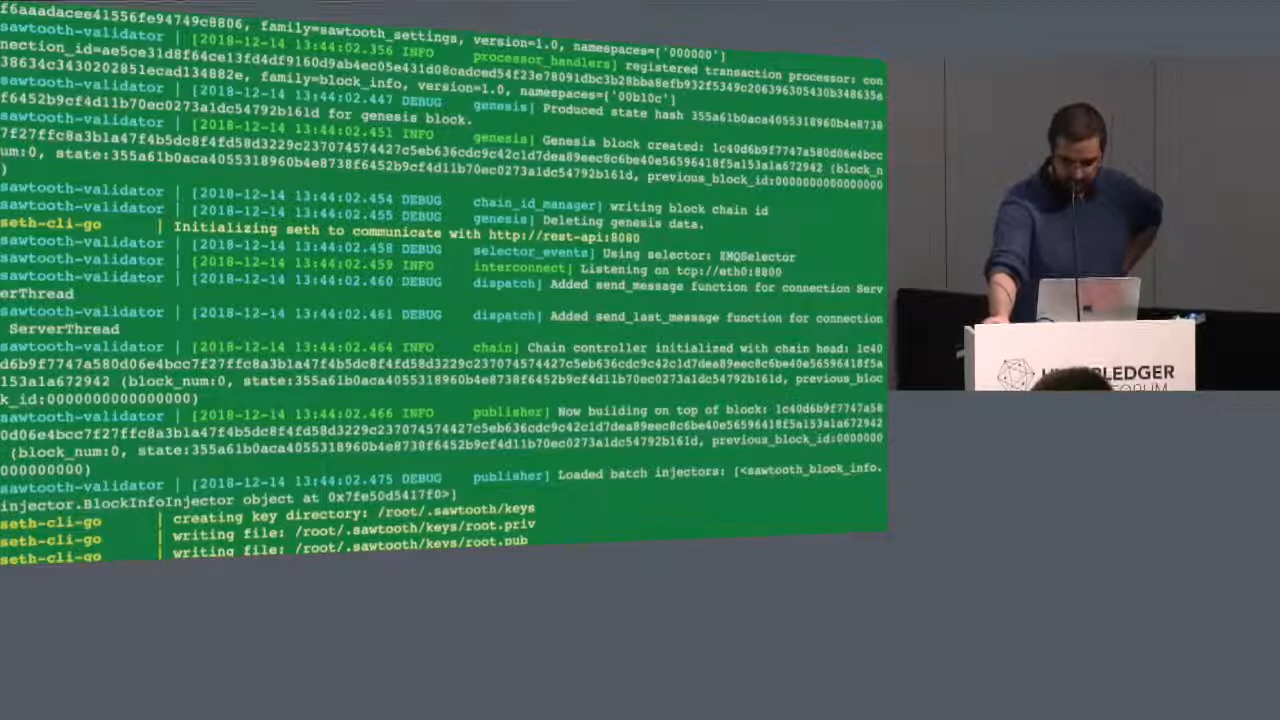 f6aaadacee41556fe94749c8806, family=sawtooth_settings, version=1.0, namespaces=['000000']
sawtooth-validator | [2018-12-14 13:44:02.356 INFO processor_handlers] registered transaction processor: con
nection_id=
, family=block_info, version=1.0, namespaces=['00b10c']
sawtooth-validator | [2018-12-14 13:44:02.447 DEBUG genesis] Produced state hash 355a61b0aca4055318960b4e8738
f6452b9cf4d11b70ec0273a1dc54792b161d for genesis block.
sawtooth-validator | [2018-12-14 13:44:02.451 INFO genesis] Genesis block created: 1c40d6b9f7747a580d06e4bcc
7f27ffc8a3b1a47f4b5dc8f4fd58d3229c237074574427c5eb636cdc9c42c1d7dea89eec8c6be40e56596418f5a153a1a672942 (block_n
um:0, state:355a61b0aca4055318960b4e8738f6452b9cf4d11b70ec0273a1dc54792b161d, previous_block_id:0000000000000000
)
sawtooth-validator | [2018-12-14 13:44:02.454 DEBUG chain_id_manager] writing block chain id
sawtooth-validator | [2018-12-14 13:44:02.455 DEBUG genesis] Deleting genesis data.
seth-cli-go | Initializing seth to communicate with http://rest-api:8080
sawtooth-validator | [2018-12-14 13:44:02.458 DEBUG selector_events] Using selector: ZMQSelector
sawtooth-validator | [2018-12-14 13:44:02.459 INFO interconnect] Listening on tcp://eth0:8800
sawtooth-validator | [2018-12-14 13:44:02.460 DEBUG dispatch] Added send_message function for connection Serv
erThread
sawtooth-validator | [2018-12-14 13:44:02.461 DEBUG dispatch] Added send_last_message function for connection
ServerThread
sawtooth-validator | [2018-12-14 13:44:02.464 INFO chain] Chain controller initialized with chain head: 1c40
d6b9f7747a580d06e4bcc7f27ffc8a3b1a47f4b5dc8f4fd58d3229c237074574427c5eb636cdc9c42c1d7dea89eec8c6be40e56596418f5a
153a1a672942 (block_num:0, state:355a61b0aca4055318960b4e8738f6452b9cf4d11b70ec0273a1dc54792b161d, previous_bloc
k_id:0000000000000000)
sawtooth-validator | [2018-12-14 13:44:02.466 INFO publisher] Now building on top of block: 1c40d6b9f7747a58
0d06e4bcc7f27ffc8a3b1a47f4b5dc8f4fd58d3229c237074574427c5eb636cdc9c42c1d7dea89eec8c6be40e56596418f5a153a1a672942
(block_num:0, state:355a61b0aca4055318960b4e8738f6452b9cf4d11b70ec0273a1dc54792b161d, previous_block_id:0000000
000000000)
sawtooth-validator | [2018-12-14 13:44:02.475 DEBUG publisher] Loaded batch injectors: [<sawtooth_block_info.
injector.BlockInfoInjector object at 0x7fe50d5417f0>]
seth-cli-go | creating key directory: /root/.sawtooth/keys
seth-cli-go | writing file: /root/.sawtooth/keys/root.priv
seth-cli-go | writing file: /root/.sawtooth/keys/root.pub